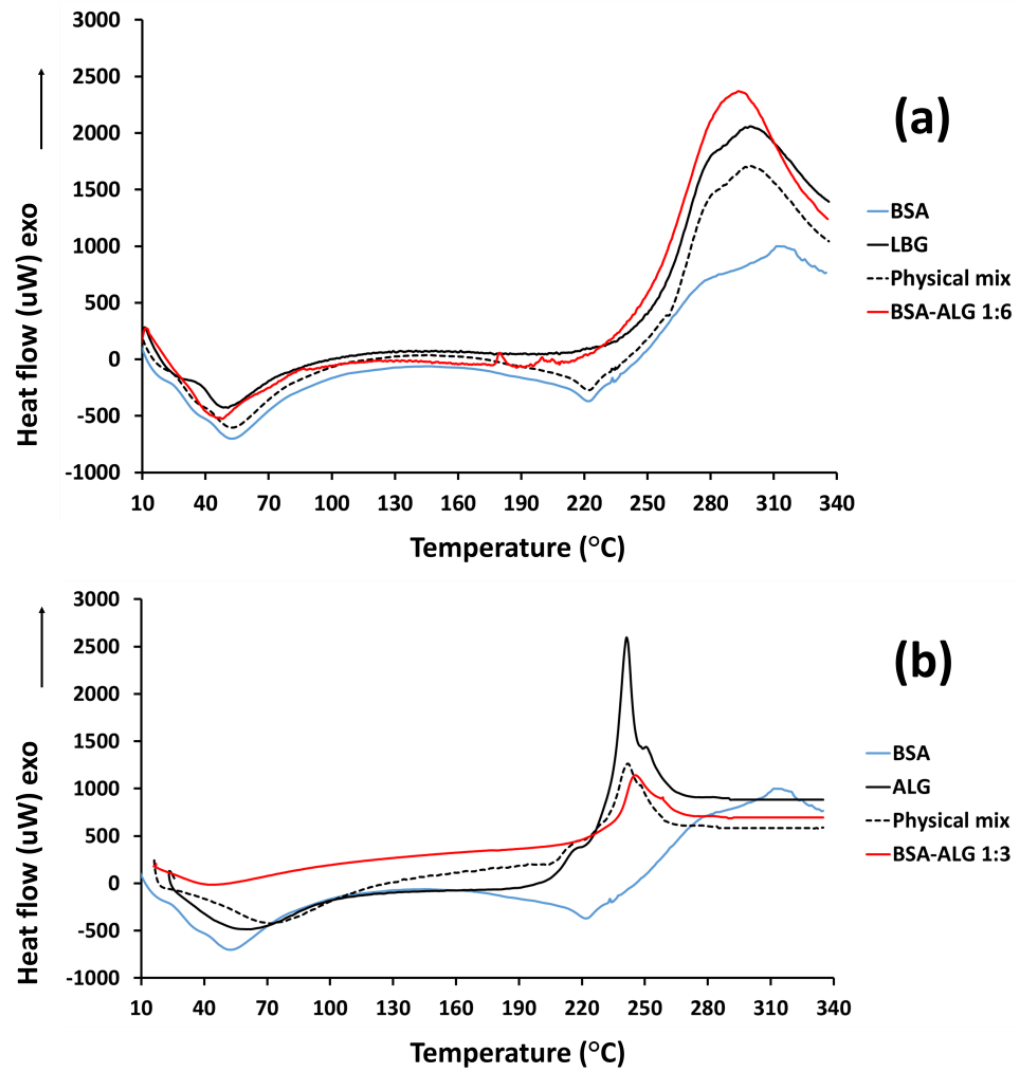 3000
2500
2000
1500
1000
500
0
-500
-1000
Heat flow (uW) exo
10 40 70 100 130 160 190 220 250 280 310 340
Temperature (°C)
(a)
BSA
LBG
Physical mix
BSA-ALG 1:6
3000
2500
2000
1500
1000
500
0
-500
-1000
Heat flow (uW) exo
10 40 70 100 130 160 190 220 250 280 310 340
Temperature (°C)
(b)
BSA
ALG
Physical mix
BSA-ALG 1:3